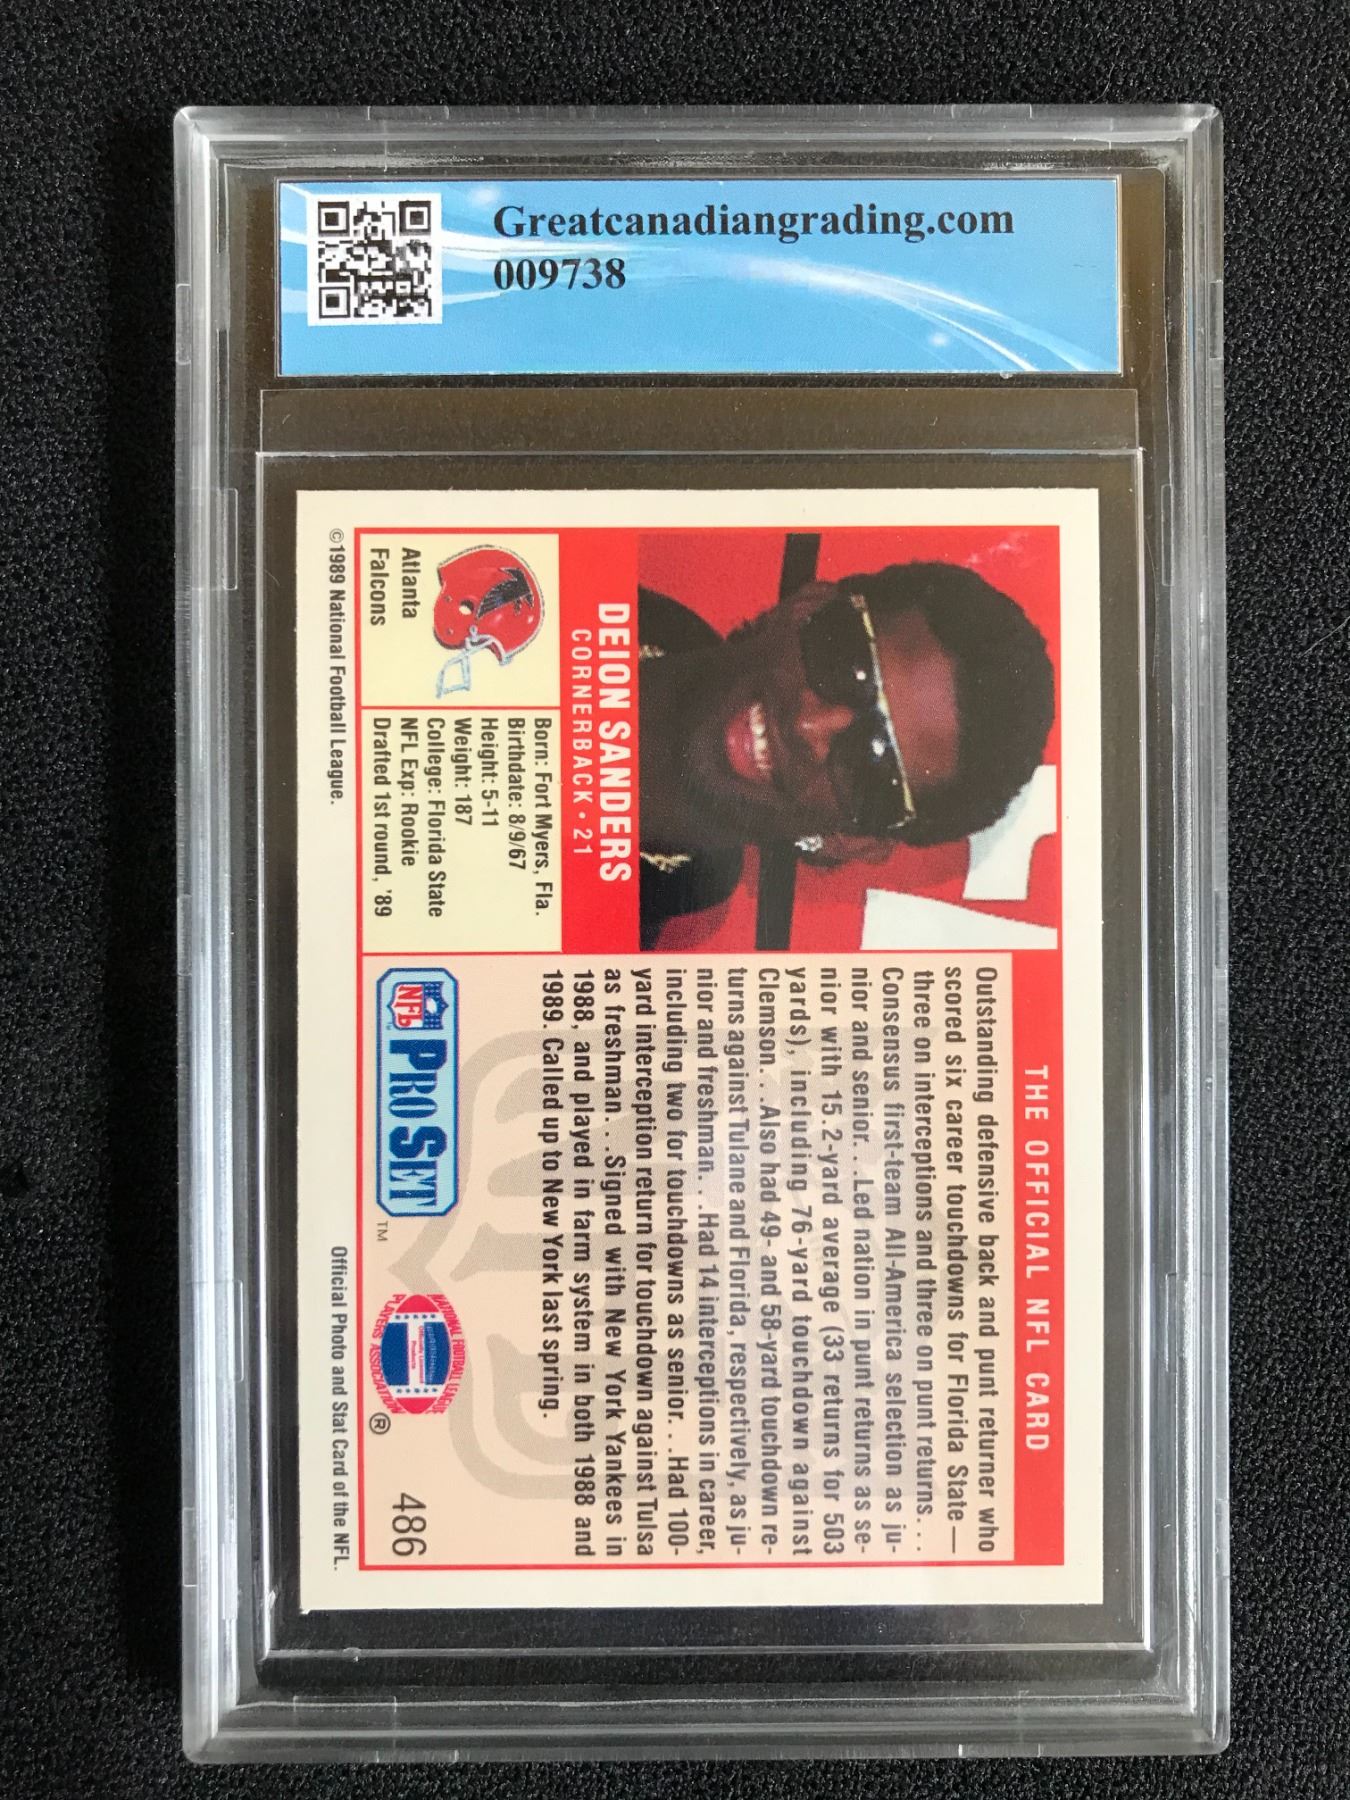 Greatcanadiangrading.com
009738
THE OFFICIAL NFL CARD
DEION SANDERS
CORNERBACK • 21
Atlanta
Falcons
Born: Fort Myers, Fla.
Birthdate: 8/9/67
Height: 5-11
Weight: 187
College: Florida State
NFL Exp: Rookie
Drafted 1st round, '89
Outstanding defensive back and punt returner who
scored six career touchdowns for Florida State—
three on interceptions and three on punt returns. . .
Consensus first-team All-America selection as ju-
nior and senior. . .Led nation in punt returns as se-
nior with 15.2-yard average (33 returns for 503
yards), including 76-yard touchdown against
Clemson. . .Also had 49- and 58-yard touchdown re-
turns against Tulane and Florida, respectively, as ju-
nior and freshman. . .Had 14 interceptions in career,
including two for touchdowns as senior. . .Had 100-
yard interception return for touchdown against Tulsa
as freshman. . .Signed with New York Yankees in
1988, and played in farm system in both 1988 and
1989. Called up to New York last spring.
NFL PRO SET TM
NATIONAL FOOTBALL LEAGUE
PLAYERS ASSOCIATION
®
486
©1989 National Football League.
Official Photo and Stat Card of the NFL.